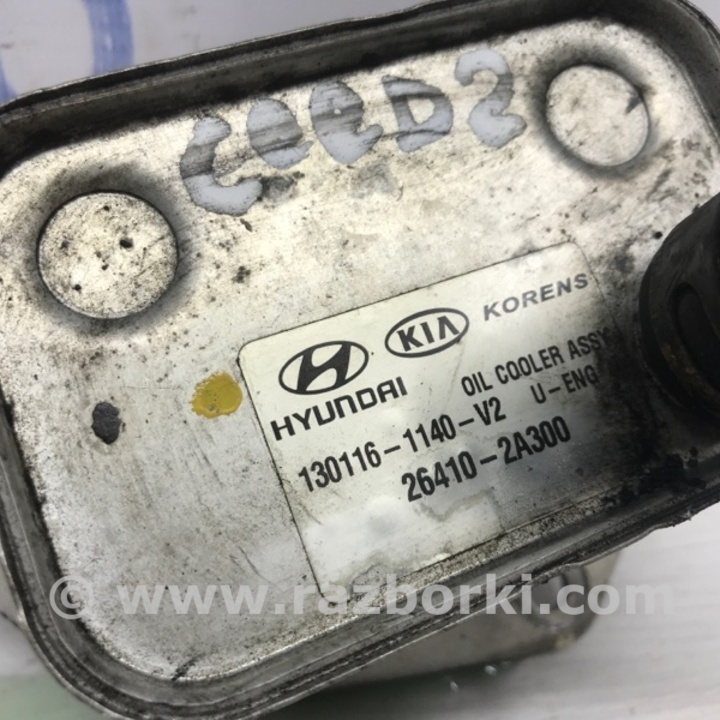 CEED2
KIA KORENS
HYUNDAI OIL COOLER ASSY
130116-1140-V2 U-ENG
26410-2A300
© www.razborki.com